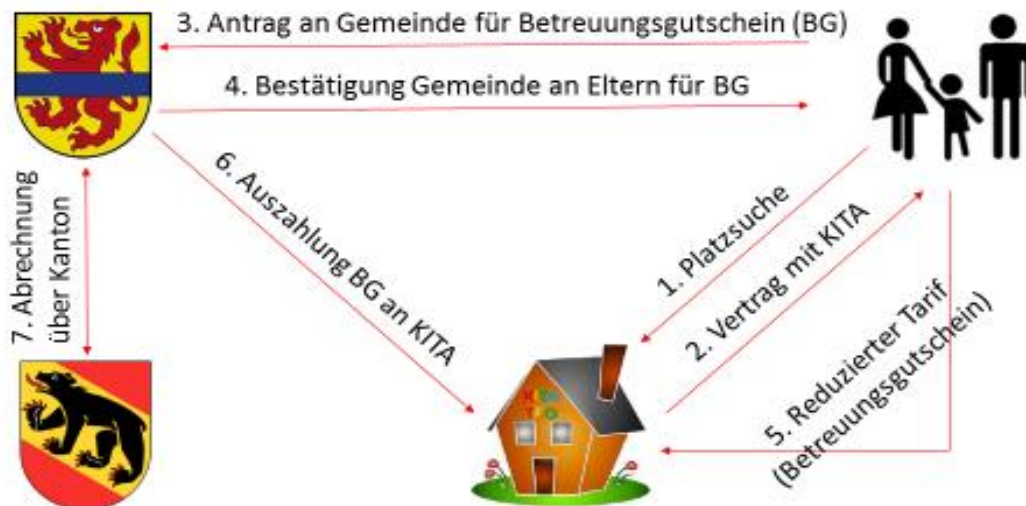 3. Antrag an Gemeinde für Betreuungsgutschein (BG)
4. Bestätigung Gemeinde an Eltern für BG
6. Auszahlung BG an KITA
1. Platzsuche
2. Vertrag mit KITA
5. Reduzierter Tarif
(Betreuungsgutschein)
7. Abrechnung
über Kanton